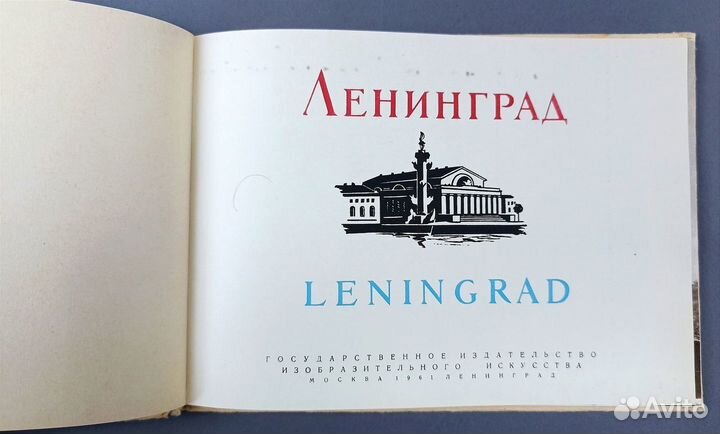 ЛЕНИНГРАД
LENINGRAD
ГОСУДАРСТВЕННОЕ ИЗДАТЕЛЬСТВО
ИЗОБРАЗИТЕЛЬНОГО ИСКУССТВА
МОСКВА 1961 ЛЕНИНГРАД
Avito